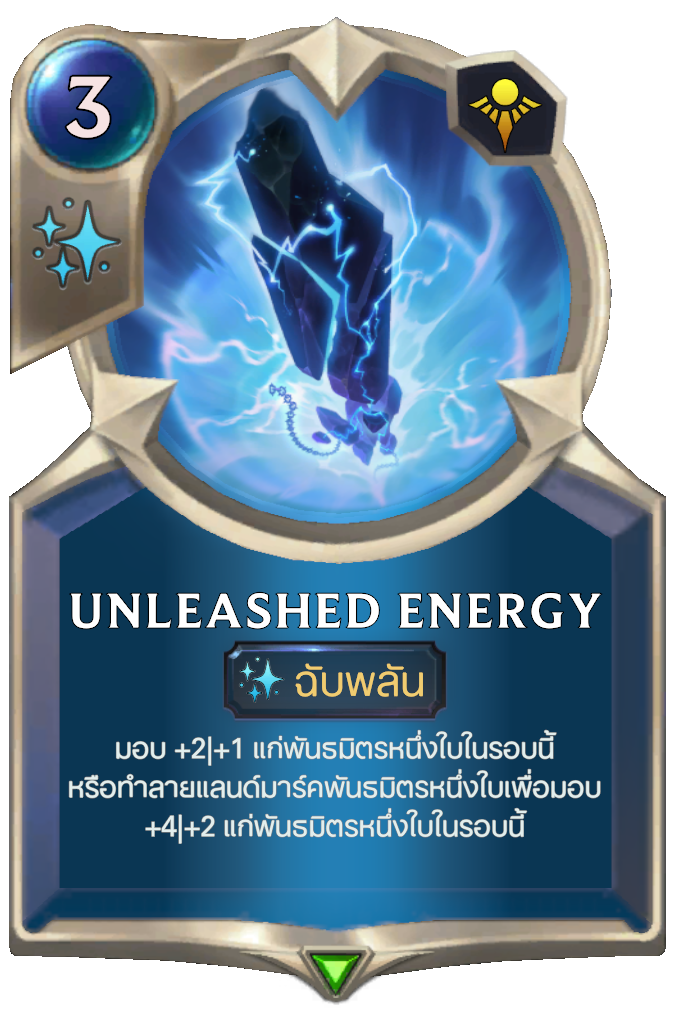 3
UNLEASHED ENERGY
ฉับพลัน
มอบ +2|+1 แก่พันธมิตรหนึ่งใบในรอบนี้
หรือทำลายแลนด์มาร์คพันธมิตรหนึ่งใบเพื่อมอบ
+4|+2 แก่พันธมิตรหนึ่งใบในรอบนี้